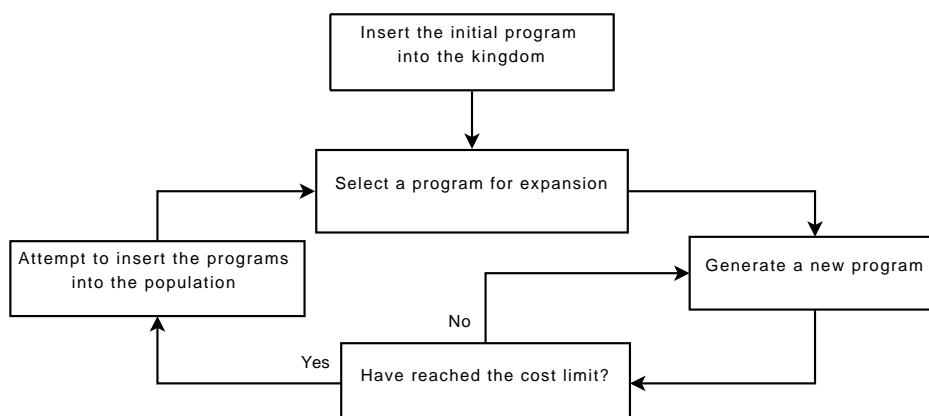 Insert the initial program
into the kingdom
Select a program for expansion
Attempt to insert the programs
into the population
Generate a new program
No
Yes
Have reached the cost limit?